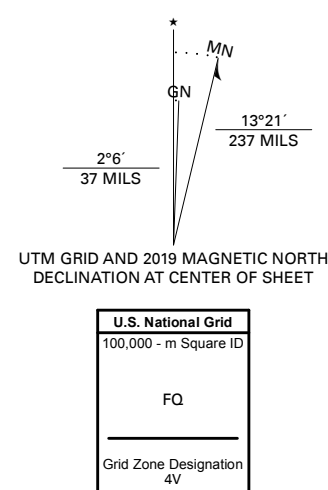 ★
MN
GN
13°21´
237 MILS
2°6´
37 MILS
UTM GRID AND 2019 MAGNETIC NORTH
DECLINATION AT CENTER OF SHEET
U.S. National Grid
100,000 - m Square ID
FQ
Grid Zone Designation
4V